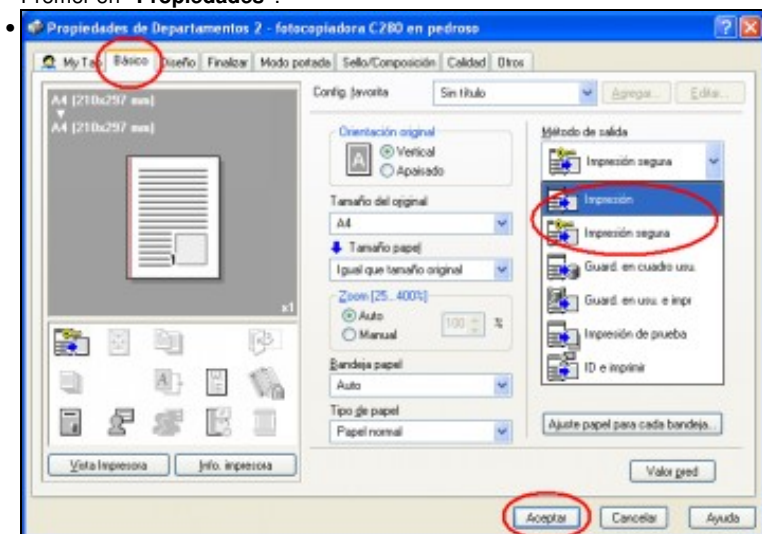 Premer en "Propiedades".
Propiedades de Departamentos 2 - fotocopiadora C280 en pedroso
My Tab Básico Diseño Finalizar Modo portada Sello/Composición Calidad Otros
A4 [210x297 mm]
A4 [210x297 mm]
x1
Vista Impresora Info. impresora
Config. favorita Sin título Agregar... Editar...
Orientación original
A
Vertical
Apaisado
Tamaño del original
A4
Tamaño papel
Igual que tamaño original
Zoom [25...400%]
Auto
Manual
100 %
Bandeja papel
Auto
Tipo de papel
Papel normal
Método de salida
Impresión segura
Impresión
Impresión segura
Guard. en cuadro usu.
Guard. en usu. e impr
Impresión de prueba
ID e imprimir
Ajuste papel para cada bandeja...
Valor pred
Aceptar Cancelar Ayuda